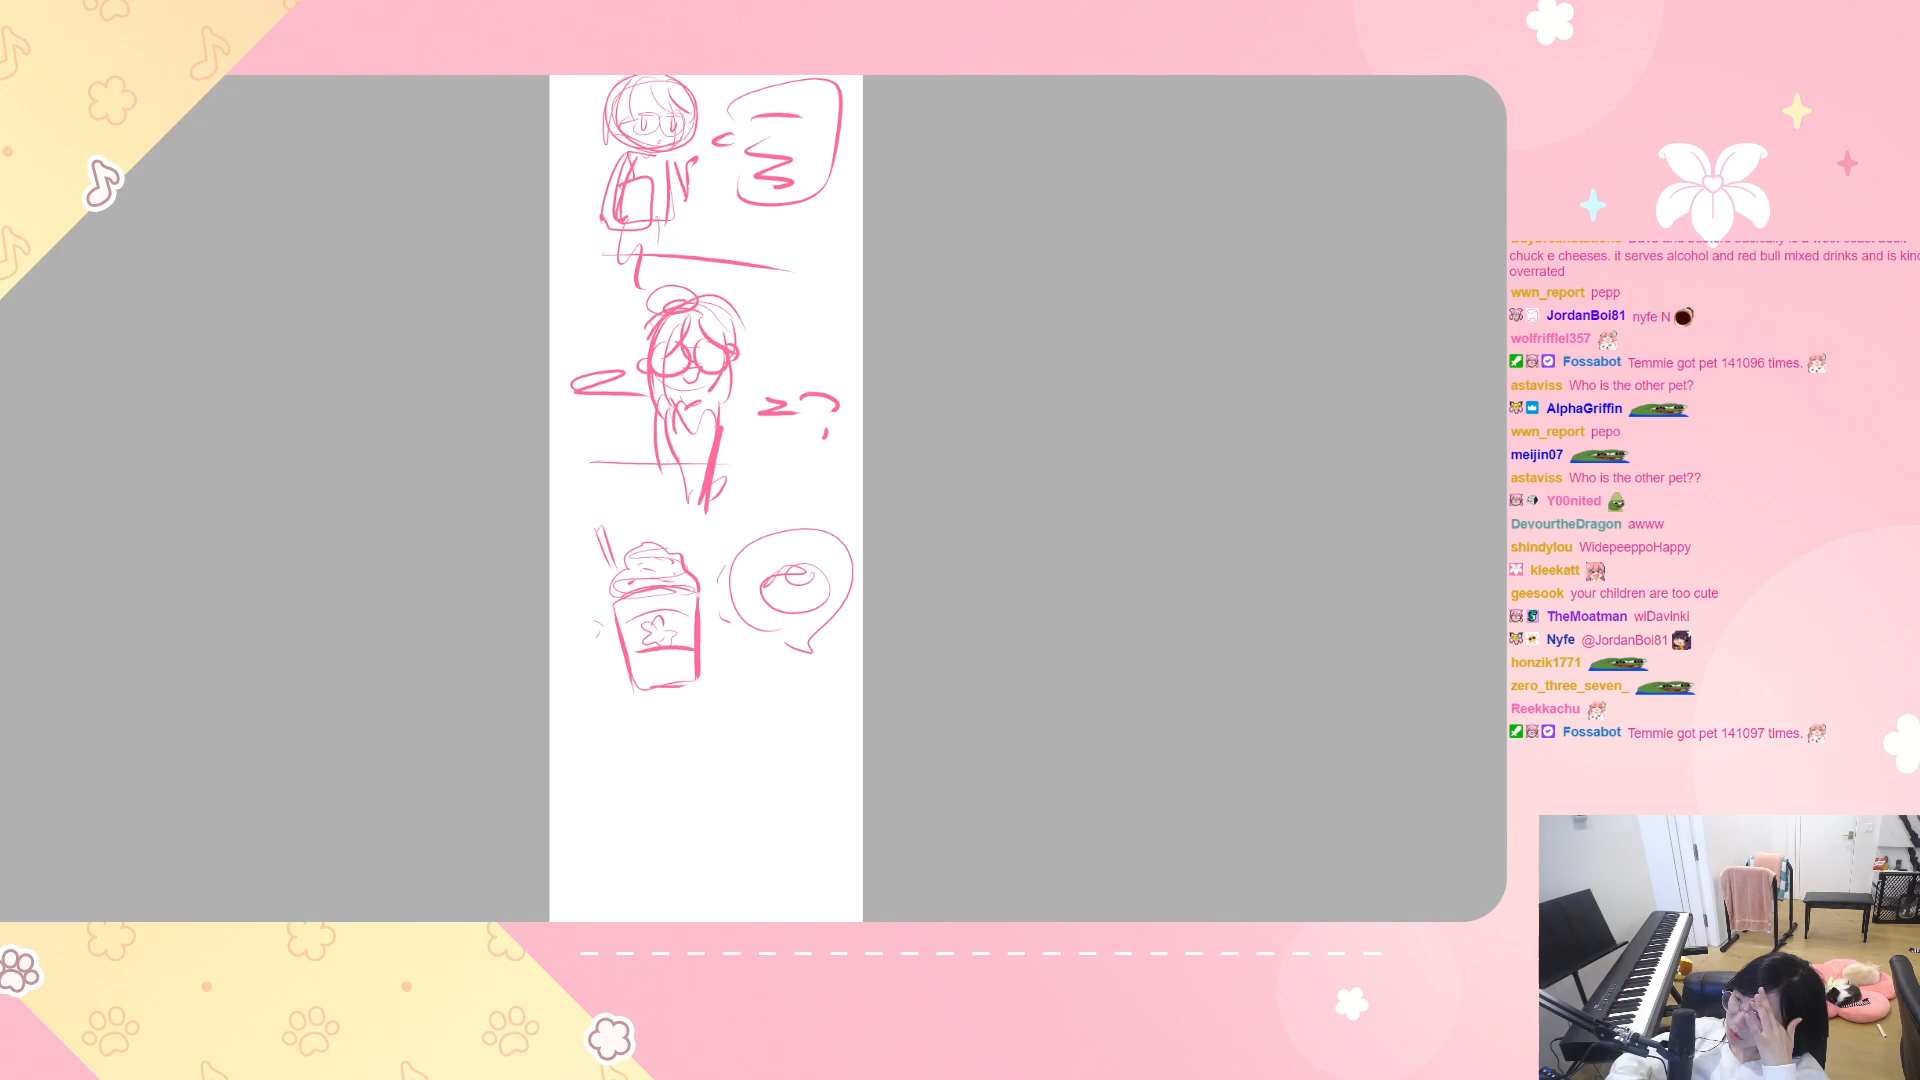 chuck e cheeses. it serves alcohol and red bull mixed drinks and is kind
overrated
wwn_report pepp
JordanBoi81 nyfe N
wolfrifflel357
Fossabot Temmie got pet 141096 times.
astaviss Who is the other pet?
AlphaGriffin
wwn_report pepo
meijin07
astaviss Who is the other pet??
Y00nited
DevourtheDragon awww
shindylou WidepeeppoHappy
kleekatt
geesook your children are too cute
TheMoatman wiDavinki
Nyfe @JordanBoi81
honzik1771
zero_three_seven_
Reekkachu
Fossabot Temmie got pet 141097 times.